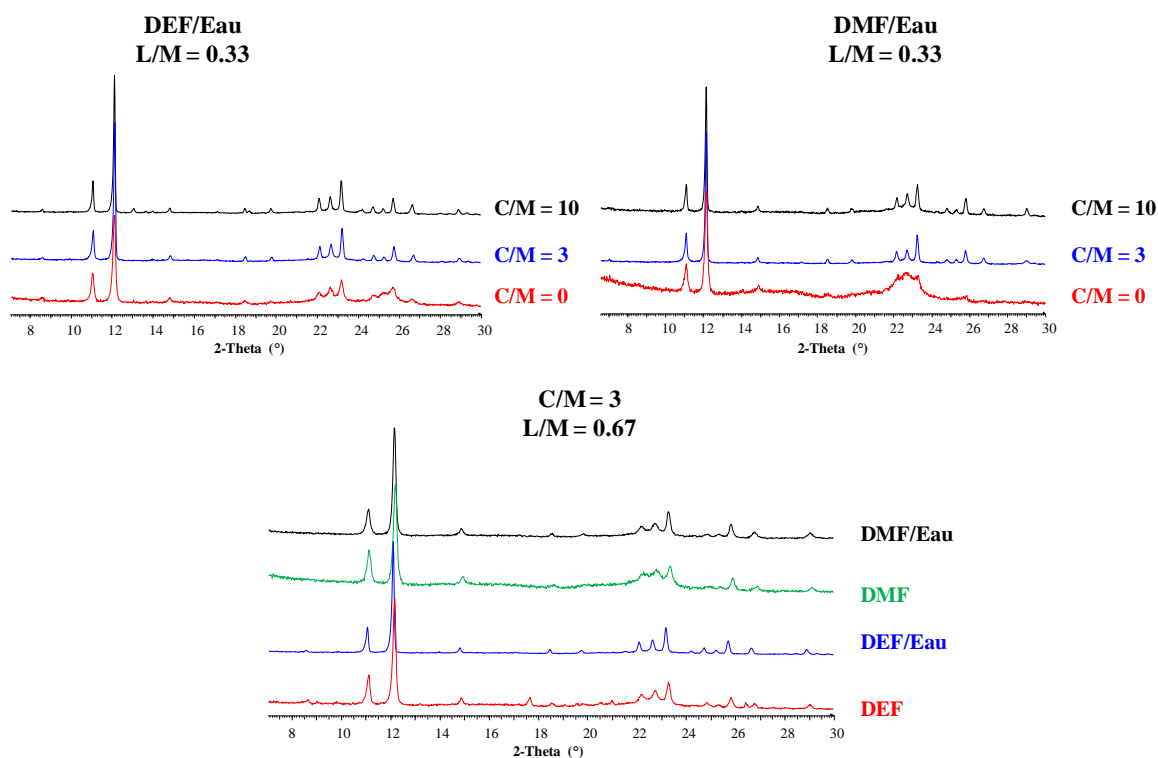 DEF/Eau
L/M = 0.33
C/M = 10
C/M = 3
C/M = 0
8 10 12 14 16 18 20 22 24 26 28 30
2-Theta (°)
DMF/Eau
L/M = 0.33
C/M = 10
C/M = 3
C/M = 0
8 10 12 14 16 18 20 22 24 26 28 30
2-Theta (°)
C/M = 3
L/M = 0.67
DMF/Eau
DMF
DEF/Eau
DEF
8 10 12 14 16 18 20 22 24 26 28 30
2-Theta (°)